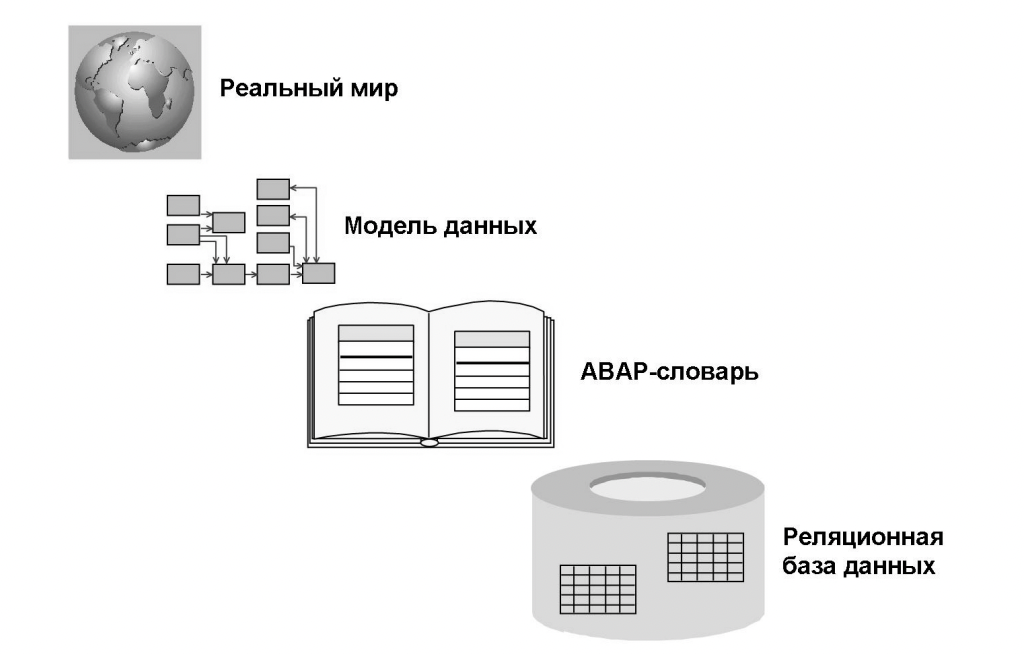 Реальный мир
Модель данных
ABAP-словарь
Реляционная
база данных